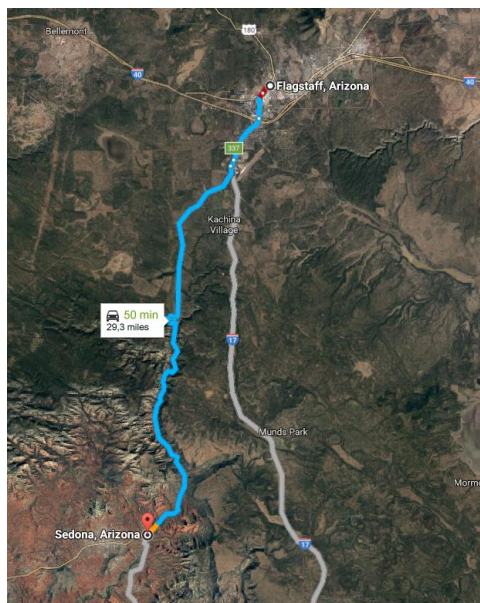 Bellemont
180
40
Flagstaff, Arizona
40
337
Kachina
Village
50 min
29,3 miles
17
Munds Park
Mormo
Sedona, Arizona
17